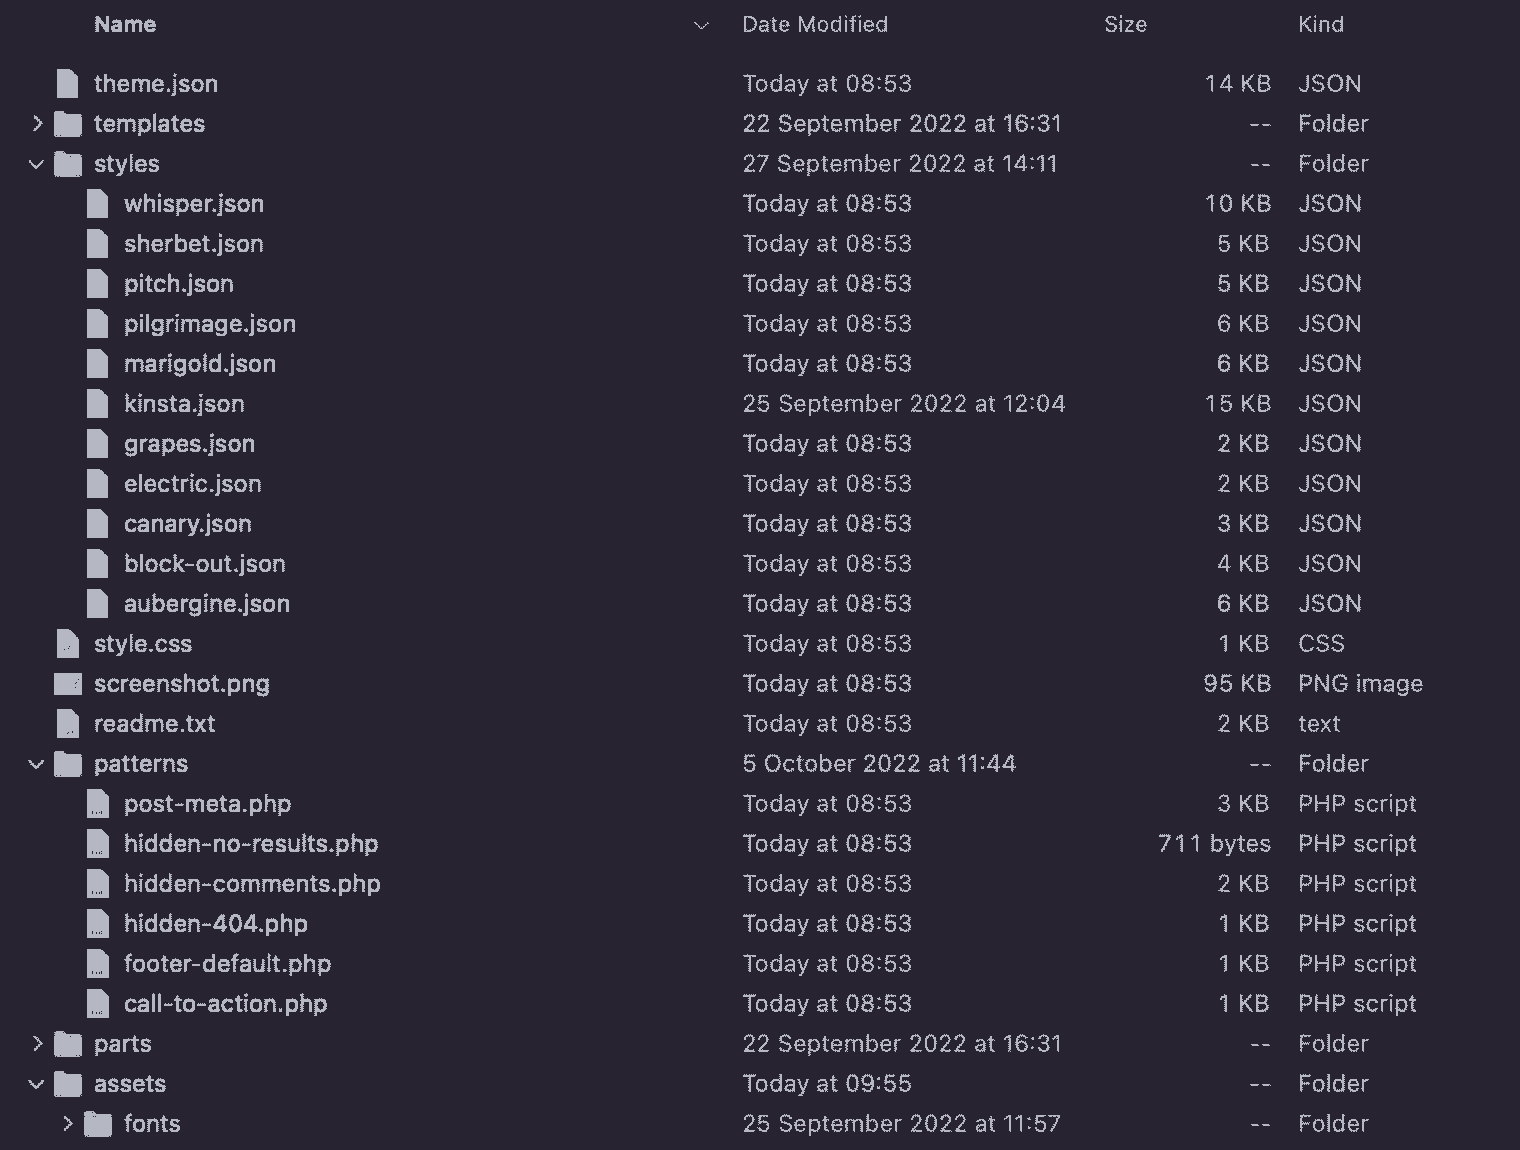 Name Date Modified Size Kind
theme.json Today at 08:53 14 KB JSON
templates 22 September 2022 at 16:31 -- Folder
styles 27 September 2022 at 14:11 -- Folder
whisper.json Today at 08:53 10 KB JSON
sherbet.json Today at 08:53 5 KB JSON
pitch.json Today at 08:53 5 KB JSON
pilgrimage.json Today at 08:53 6 KB JSON
marigold.json Today at 08:53 6 KB JSON
kinsta.json 25 September 2022 at 12:04 15 KB JSON
grapes.json Today at 08:53 2 KB JSON
electric.json Today at 08:53 2 KB JSON
canary.json Today at 08:53 3 KB JSON
block-out.json Today at 08:53 4 KB JSON
aubergine.json Today at 08:53 6 KB JSON
style.css Today at 08:53 1 KB CSS
screenshot.png Today at 08:53 95 KB PNG image
readme.txt Today at 08:53 2 KB text
patterns 5 October 2022 at 11:44 -- Folder
post-meta.php Today at 08:53 3 KB PHP script
hidden-no-results.php Today at 08:53 711 bytes PHP script
hidden-comments.php Today at 08:53 2 KB PHP script
hidden-404.php Today at 08:53 1 KB PHP script
footer-default.php Today at 08:53 1 KB PHP script
call-to-action.php Today at 08:53 1 KB PHP script
parts 22 September 2022 at 16:31 -- Folder
assets Today at 09:55 -- Folder
fonts 25 September 2022 at 11:57 -- Folder